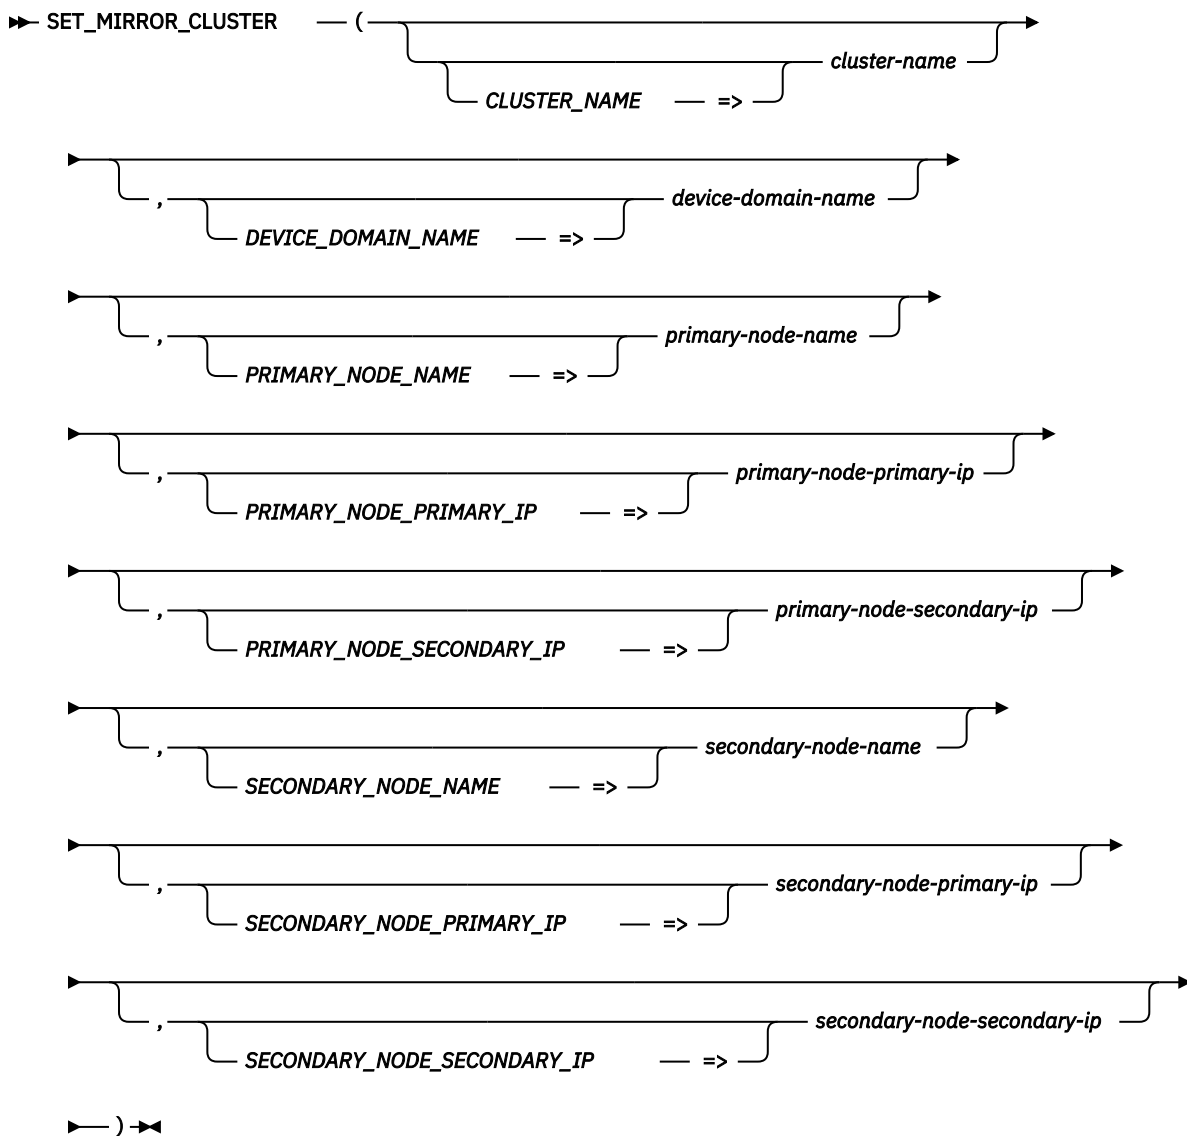 SET_MIRROR_CLUSTER (
cluster-name
CLUSTER_NAME =>
, device-domain-name
DEVICE_DOMAIN_NAME =>
, primary-node-name
PRIMARY_NODE_NAME =>
, primary-node-primary-ip
PRIMARY_NODE_PRIMARY_IP =>
, primary-node-secondary-ip
PRIMARY_NODE_SECONDARY_IP =>
, secondary-node-name
SECONDARY_NODE_NAME =>
, secondary-node-primary-ip
SECONDARY_NODE_PRIMARY_IP =>
, secondary-node-secondary-ip
SECONDARY_NODE_SECONDARY_IP =>
)